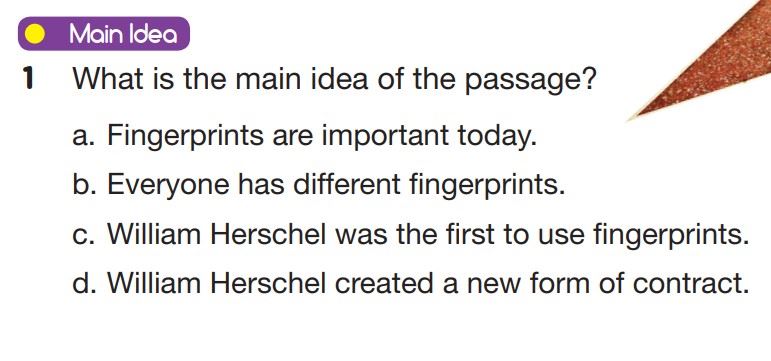 Main Idea
1 What is the main idea of the passage?
a. Fingerprints are important today.
b. Everyone has different fingerprints.
c. William Herschel was the first to use fingerprints.
d. William Herschel created a new form of contract.